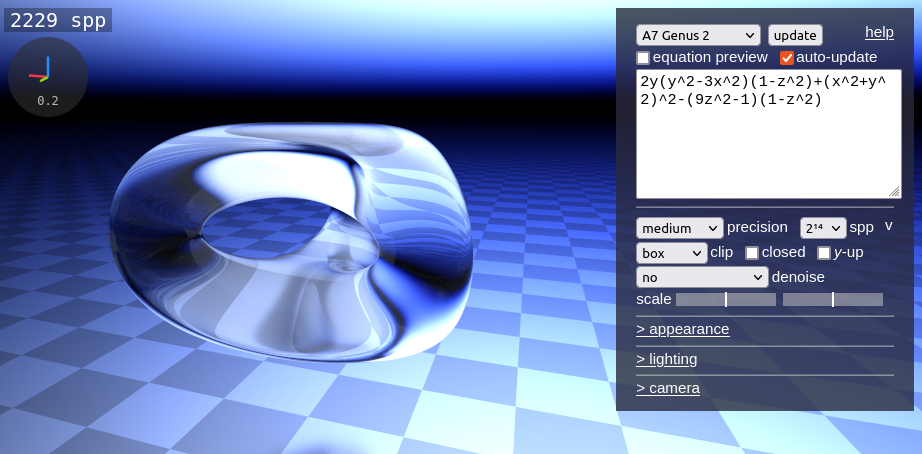 2229 spp
0.2
A7 Genus 2 update help
equation preview auto-update
2y(y^2-3x^2)(1-z^2)+(x^2+y^
2)^2-(9z^2-1)(1-z^2)
medium precision 2¹⁴ spp v
box clip closed y-up
no denoise
scale
> appearance
> lighting
> camera